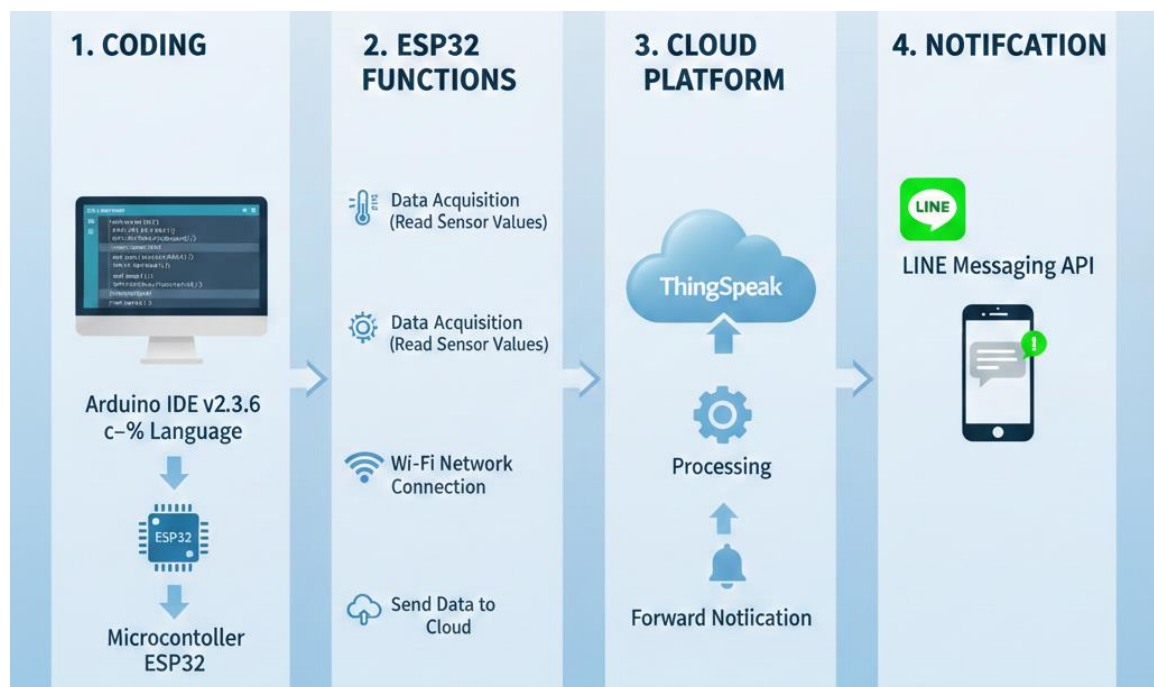 1. CODING
Arduino IDE v2.3.6
c–% Language
ESP32
Microcontoller
ESP32
2. ESP32
FUNCTIONS
Data Acquisition
(Read Sensor Values)
Data Acquisition
(Read Sensor Values)
Wi-Fi Network
Connection
Send Data to
Cloud
3. CLOUD
PLATFORM
ThingSpeak
Processing
Forward Notlication
4. NOTIFCATION
LINE
LINE Messaging API